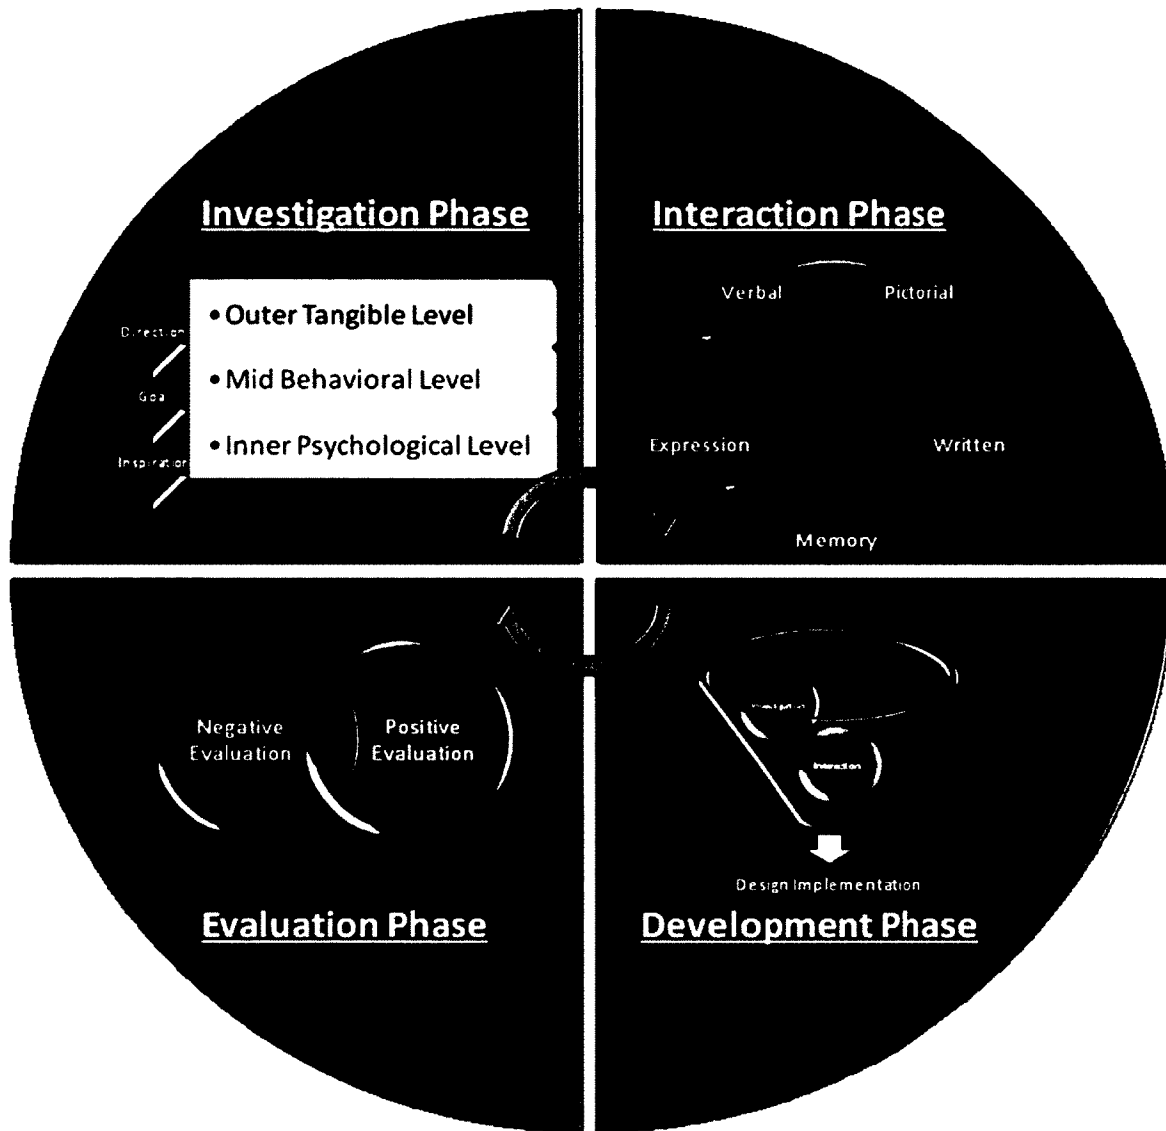 Investigation Phase
Direction
• Outer Tangible Level
Goal
• Mid Behavioral Level
Inspiration
• Inner Psychological Level
Interaction Phase
Verbal
Pictorial
Expression
Written
Memory
Negative
Evaluation
Positive
Evaluation
Evaluation Phase
Investigation
Interaction
Design Implementation
Development Phase